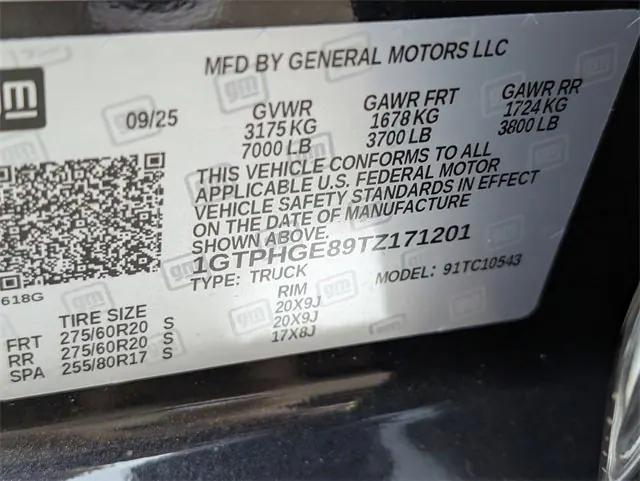 gm
MFD BY GENERAL MOTORS LLC
09/25
GVWR GAWR FRT GAWR RR
3175 KG 1678 KG 1724 KG
7000 LB 3700 LB 3800 LB
THIS VEHICLE CONFORMS TO ALL
APPLICABLE U.S. FEDERAL MOTOR
VEHICLE SAFETY STANDARDS IN EFFECT
ON THE DATE OF MANUFACTURE
SHOWN ABOVE.
1GTPHGE89TZ171201
TYPE: TRUCK MODEL: 91TC10543
618G
TIRE SIZE RIM
FRT 275/60R20 S 20X9J
RR 275/60R20 S 20X9J
SPA 255/80R17 S 17X8J